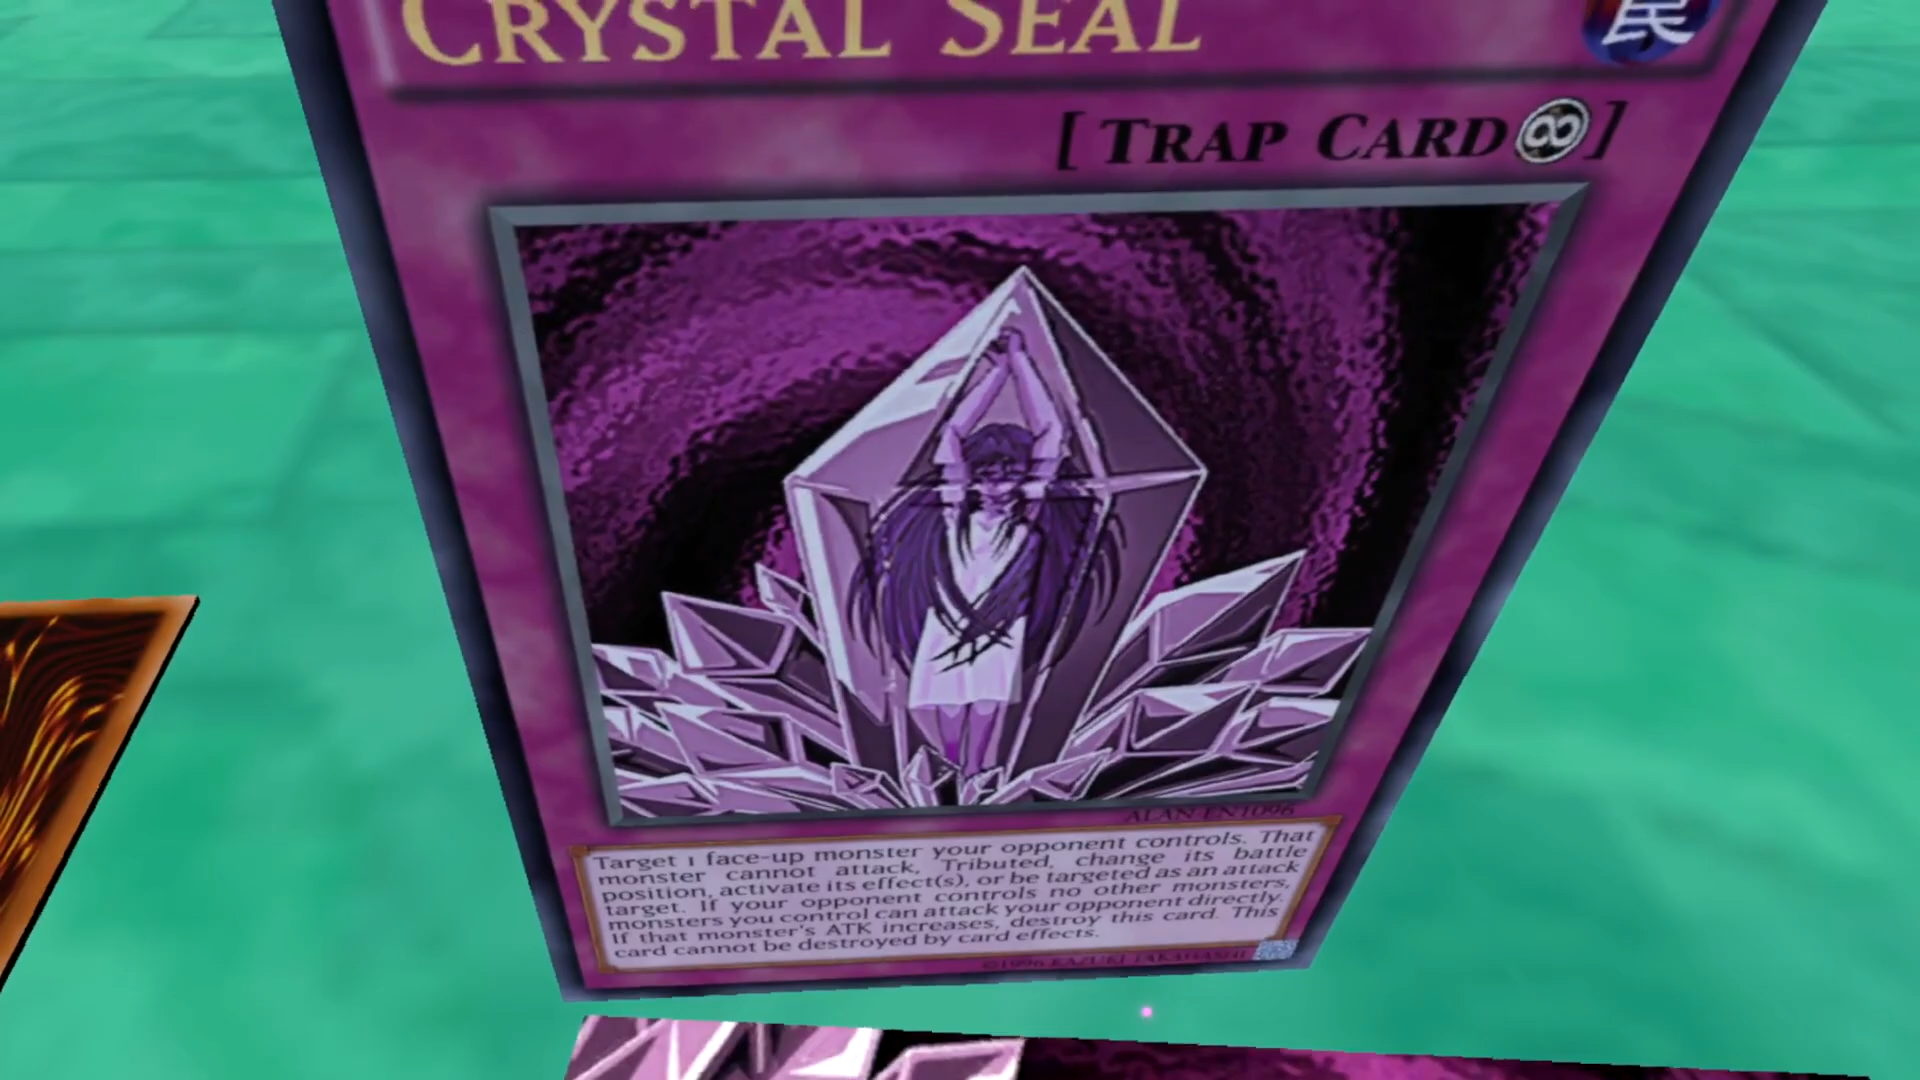 CRYSTAL SEAL
[ TRAP CARD ]
ALAN-EN1096
Target 1 face-up monster your opponent controls. That
monster cannot attack, Tributed, change its battle
position, activate its effect(s), or be targeted as an attack
target. If your opponent controls no other monsters,
monsters you control can attack your opponent directly.
If that monster's ATK increases, destroy this card. This
card cannot be destroyed by card effects.
©1996 KAZUKI TAKAHASHI